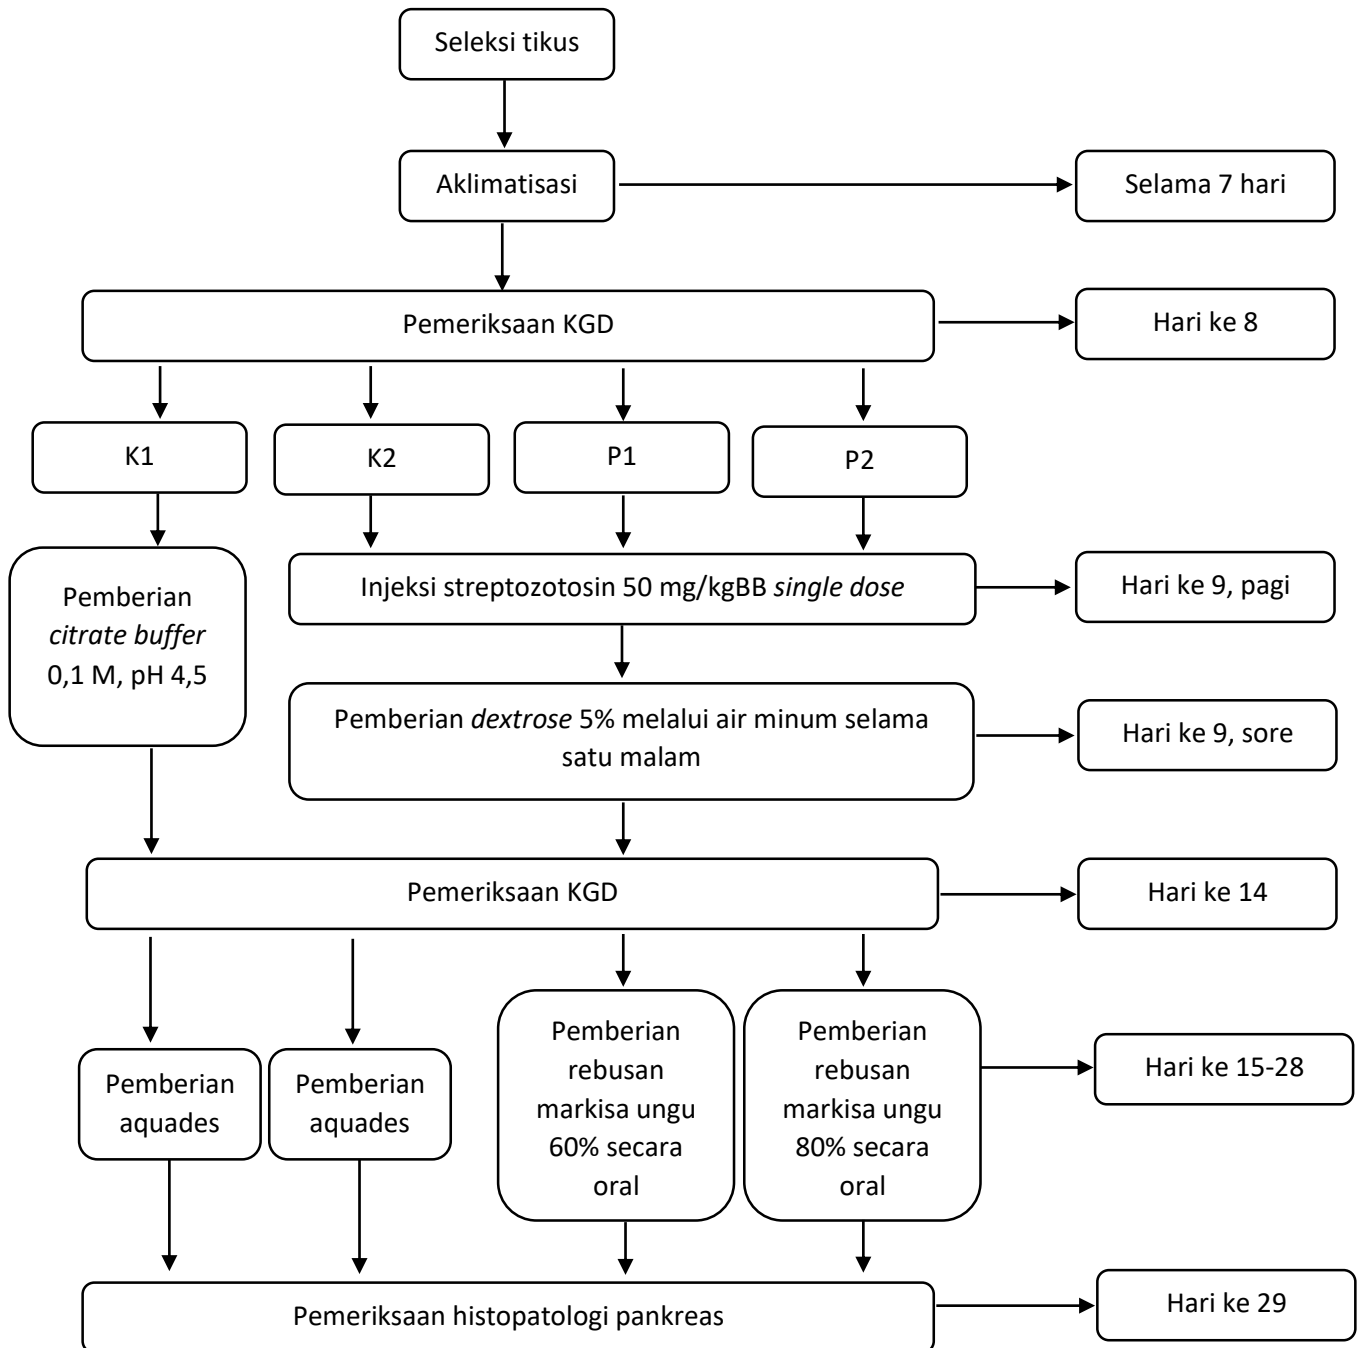 Seleksi tikus
Aklimatisasi
Selama 7 hari
Pemeriksaan KGD
Hari ke 8
K1
K2
P1
P2
Pemberian
citrate buffer
0,1 M, pH 4,5
Injeksi streptozotosin 50 mg/kgBB single dose
Hari ke 9, pagi
Pemberian dextrose 5% melalui air minum selama
satu malam
Hari ke 9, sore
Pemeriksaan KGD
Hari ke 14
Pemberian
aquades
Pemberian
aquades
Pemberian
rebusan
markisa ungu
60% secara
oral
Pemberian
rebusan
markisa ungu
80% secara
oral
Hari ke 15-28
Pemeriksaan histopatologi pankreas
Hari ke 29